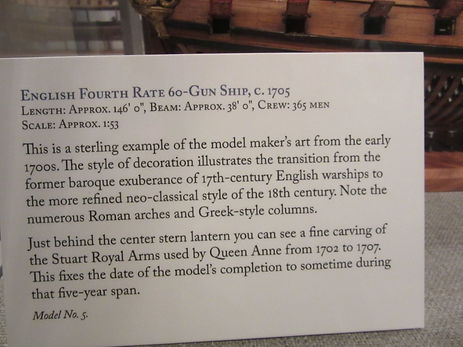 English Fourth Rate 60-Gun Ship, c. 1705
Length: Approx. 146' 0", Beam: Approx. 38' 0", Crew: 365 men
Scale: Approx. 1:53
This is a sterling example of the model maker's art from the early
1700s. The style of decoration illustrates the transition from the
former baroque exuberance of 17th-century English warships to
the more refined neo-classical style of the 18th century. Note the
numerous Roman arches and Greek-style columns.
Just behind the center stern lantern you can see a fine carving of
the Stuart Royal Arms used by Queen Anne from 1702 to 1707.
This fixes the date of the model's completion to sometime during
that five-year span.
Model No. 5.